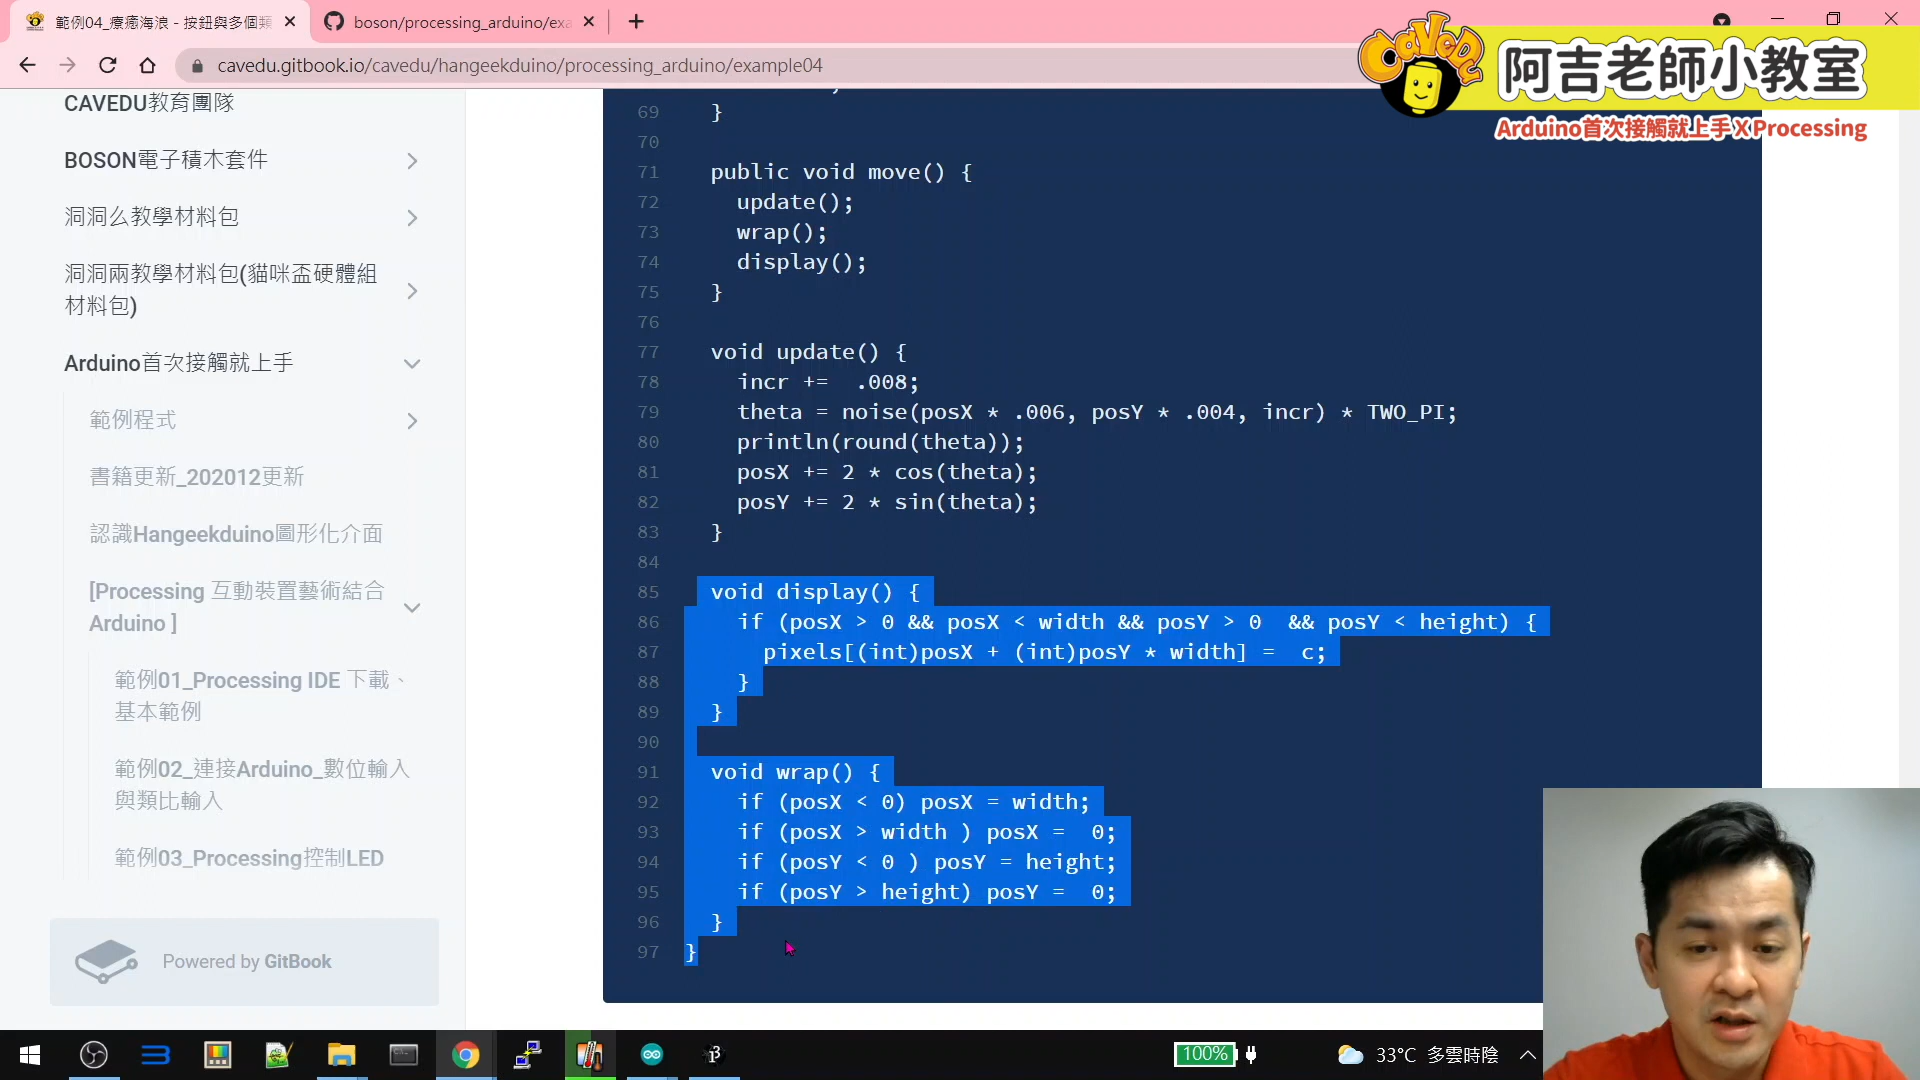 範例04_療癒海浪 - 按鈕與多個類
boson/processing_arduino/exa
cavedu.gitbook.io/cavedu/hangeekduino/processing_arduino/example04
CAVEDU
阿吉老師小教室
Arduino首次接觸就上手 X Processing
CAVEDU教育團隊
BOSON電子積木套件
洞洞么教學材料包
洞洞兩教學材料包(貓咪盃硬體組
材料包)
Arduino首次接觸就上手
範例程式
書籍更新_202012更新
認識Hangeekduino圖形化介面
[Processing 互動裝置藝術結合
Arduino ]
範例01_Processing IDE 下載、
基本範例
範例02_連接Arduino_數位輸入
與類比輸入
範例03_Processing控制LED
Powered by GitBook
69 }
70
71 public void move() {
72 update();
73 wrap();
74 display();
75 }
76
77 void update() {
78 incr +=  .008;
79 theta = noise(posX * .006, posY * .004, incr) * TWO_PI;
80 println(round(theta));
81 posX += 2 * cos(theta);
82 posY += 2 * sin(theta);
83 }
84
85 void display() {
86 if (posX > 0 && posX < width && posY > 0  && posY < height) {
87 pixels[(int)posX + (int)posY * width] =  c;
88 }
89 }
90
91 void wrap() {
92 if (posX < 0) posX = width;
93 if (posX > width ) posX =  0;
94 if (posY < 0 ) posY = height;
95 if (posY > height) posY =  0;
96 }
97 }
100%
33°C 多雲時陰